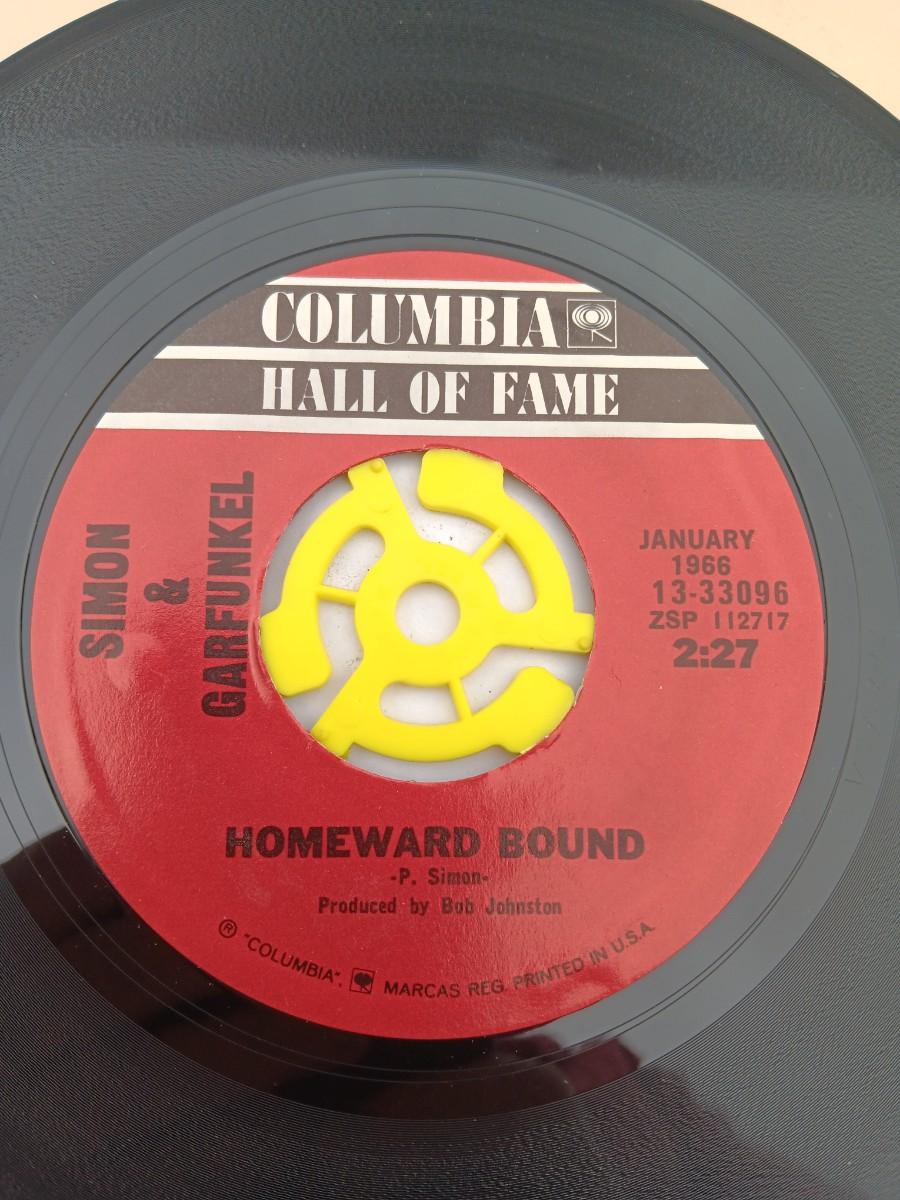 COLUMBIA
HALL OF FAME
SIMON
&
GARFUNKEL
JANUARY
1966
13-33096
ZSP 112717
2:27
HOMEWARD BOUND
-P. Simon-
Produced by Bob Johnston
® "COLUMBIA", MARCAS REG. PRINTED IN U.S.A.